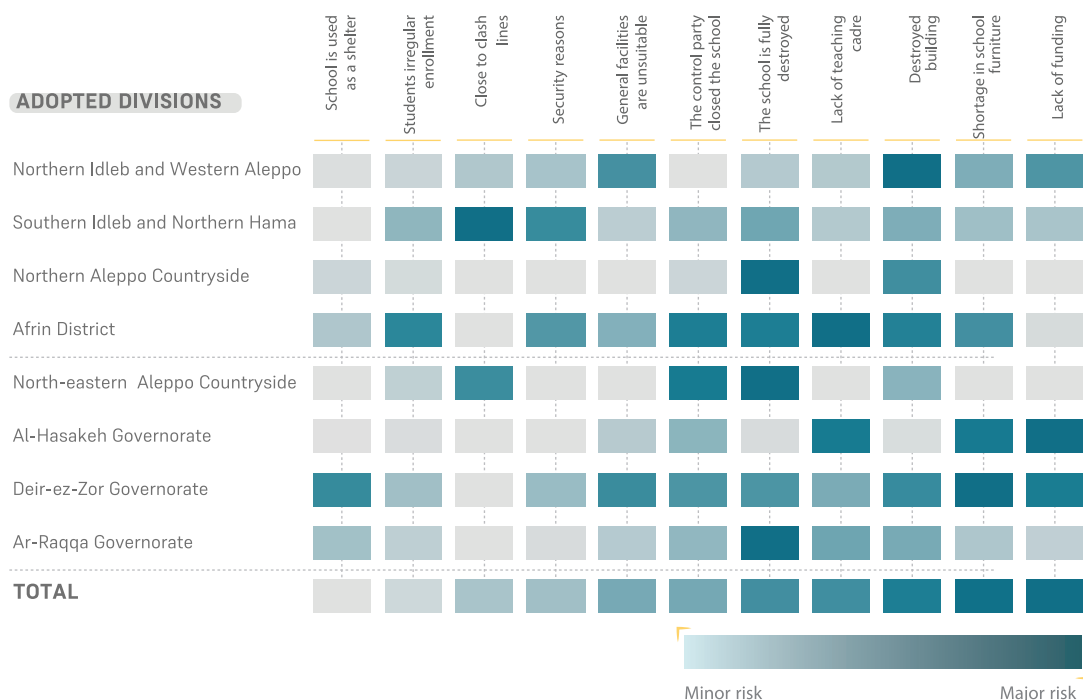 School is used
as a shelter
Students irregular
enrollment
Close to clash
lines
Security reasons
General facilities
are unsuitable
The control party
closed the school
The school is fully
destroyed
Lack of teaching
cadre
Destroyed
building
Shortage in school
furniture
Lack of funding
ADOPTED DIVISIONS
Northern Idleb and Western Aleppo
Southern Idleb and Northern Hama
Northern Aleppo Countryside
Afrin District
North-eastern Aleppo Countryside
Al-Hasakeh Governorate
Deir-ez-Zor Governorate
Ar-Raqqa Governorate
TOTAL
Minor risk
Major risk